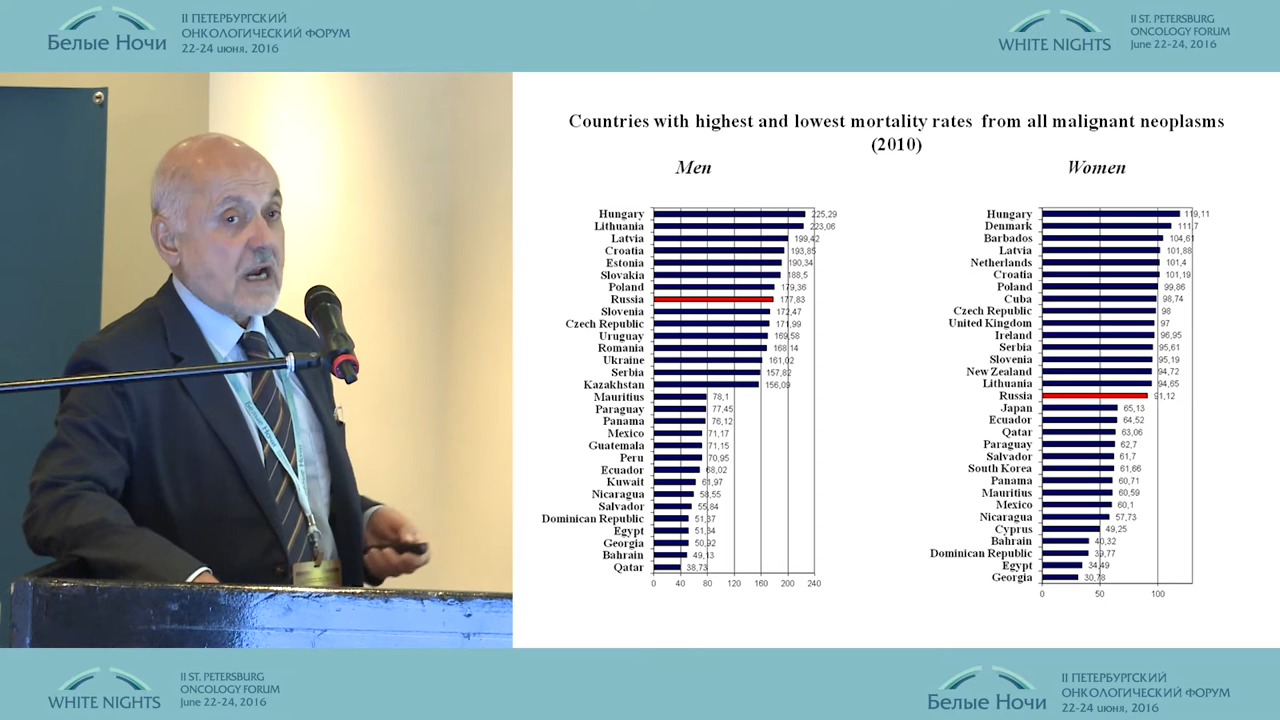 Белые Ночи
II ПЕТЕРБУРГСКИЙ
ОНКОЛОГИЧЕСКИЙ ФОРУМ
22-24 июня, 2016
WHITE NIGHTS
II ST. PETERSBURG
ONCOLOGY FORUM
June 22-24, 2016
Countries with highest and lowest mortality rates from all malignant neoplasms
(2010)
Men
Hungary 225,29
Lithuania 223,06
Latvia 199,42
Croatia 193,85
Estonia 190,34
Slovakia 188,5
Poland 179,36
Russia 177,83
Slovenia 172,47
Czech Republic 171,99
Uruguay 169,58
Romania 168,14
Ukraine 161,02
Serbia 157,82
Kazakhstan 156,09
Mauritius 78,1
Paraguay 77,45
Panama 76,12
Mexico 71,17
Guatemala 71,15
Peru 70,95
Ecuador 68,02
Kuwait 61,97
Nicaragua 58,55
Salvador 55,84
Dominican Republic 51,87
Egypt 51,34
Georgia 50,92
Bahrain 49,13
Qatar 38,73
0 40 80 120 160 200 240
Women
Hungary 119,11
Denmark 111,7
Barbados 104,61
Latvia 101,88
Netherlands 101,4
Croatia 101,19
Poland 99,86
Cuba 98,74
Czech Republic 98
United Kingdom 97
Ireland 96,95
Serbia 95,61
Slovenia 95,19
New Zealand 94,72
Lithuania 94,65
Russia 91,12
Japan 65,13
Ecuador 64,52
Qatar 63,06
Paraguay 62,7
Salvador 61,7
South Korea 61,66
Panama 60,71
Mauritius 60,59
Mexico 60,1
Nicaragua 57,73
Cyprus 49,25
Bahrain 40,32
Dominican Republic 39,77
Egypt 34,49
Georgia 30,78
0 50 100
WHITE NIGHTS
II ST. PETERSBURG
ONCOLOGY FORUM
June 22-24, 2016
Белые Ночи
II ПЕТЕРБУРГСКИЙ
ОНКОЛОГИЧЕСКИЙ ФОРУМ
22-24 июня, 2016